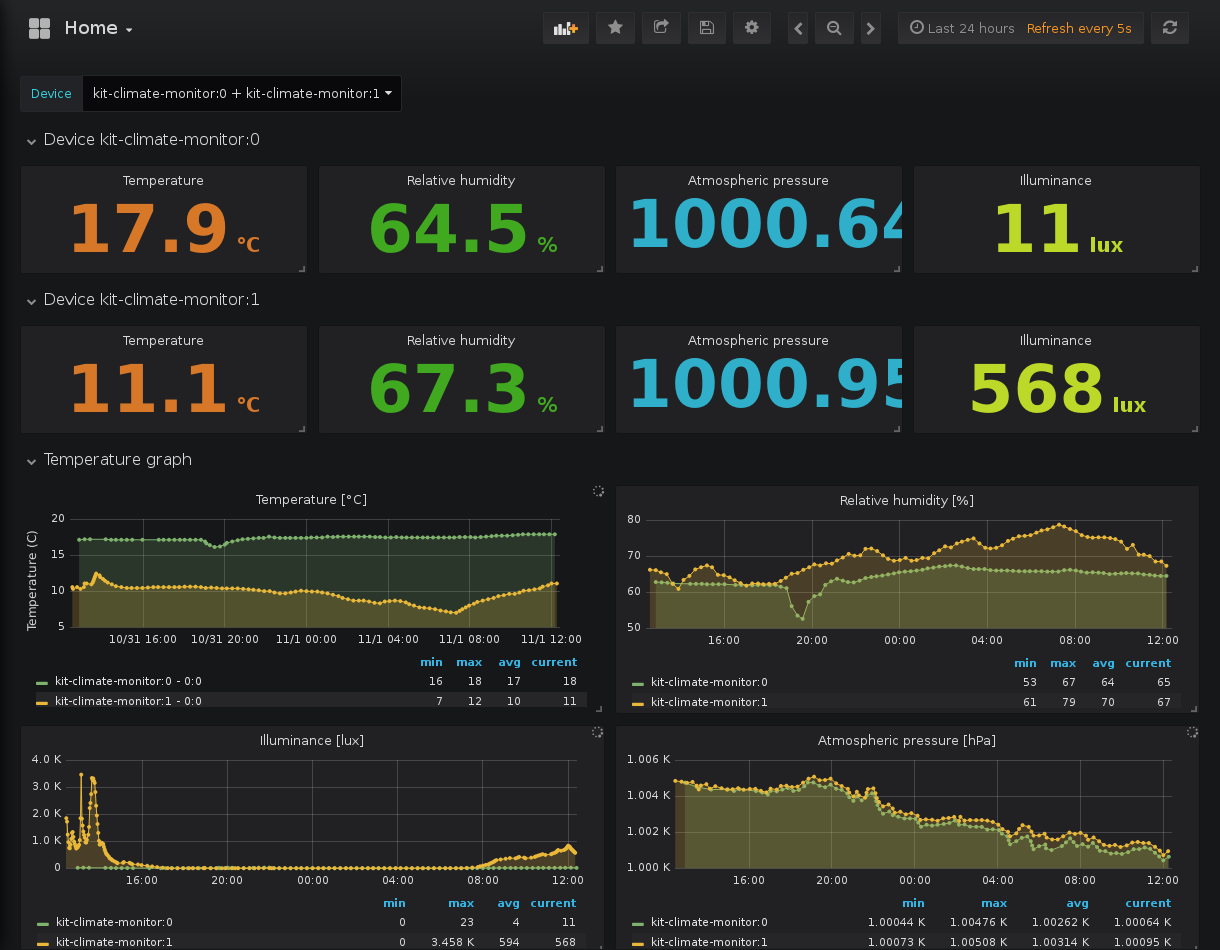 Home
Last 24 hours Refresh every 5s
Device kit-climate-monitor:0 + kit-climate-monitor:1
Device kit-climate-monitor:0
Temperature Relative humidity Atmospheric pressure Illuminance
17.9 °C 64.5 % 1000.64 11 lux
Device kit-climate-monitor:1
Temperature Relative humidity Atmospheric pressure Illuminance
11.1 °C 67.3 % 1000.95 568 lux
Temperature graph
Temperature [°C]
Temperature (C)
20
15
10
5
10/31 16:00 10/31 20:00 11/1 00:00 11/1 04:00 11/1 08:00 11/1 12:00
min max avg current
kit-climate-monitor:0 - 0:0 16 18 17 18
kit-climate-monitor:1 - 0:0 7 12 10 11
Relative humidity [%]
80
70
60
50
16:00 20:00 00:00 04:00 08:00 12:00
min max avg current
kit-climate-monitor:0 53 67 64 65
kit-climate-monitor:1 61 79 70 67
Illuminance [lux]
4.0 K
3.0 K
2.0 K
1.0 K
0
16:00 20:00 00:00 04:00 08:00 12:00
min max avg current
kit-climate-monitor:0 0 23 4 11
kit-climate-monitor:1 0 3.458 K 594 568
Atmospheric pressure [hPa]
1.006 K
1.004 K
1.002 K
1.000 K
16:00 20:00 00:00 04:00 08:00 12:00
min max avg current
kit-climate-monitor:0 1.00044 K 1.00476 K 1.00262 K 1.00064 K
kit-climate-monitor:1 1.00073 K 1.00508 K 1.00314 K 1.00095 K